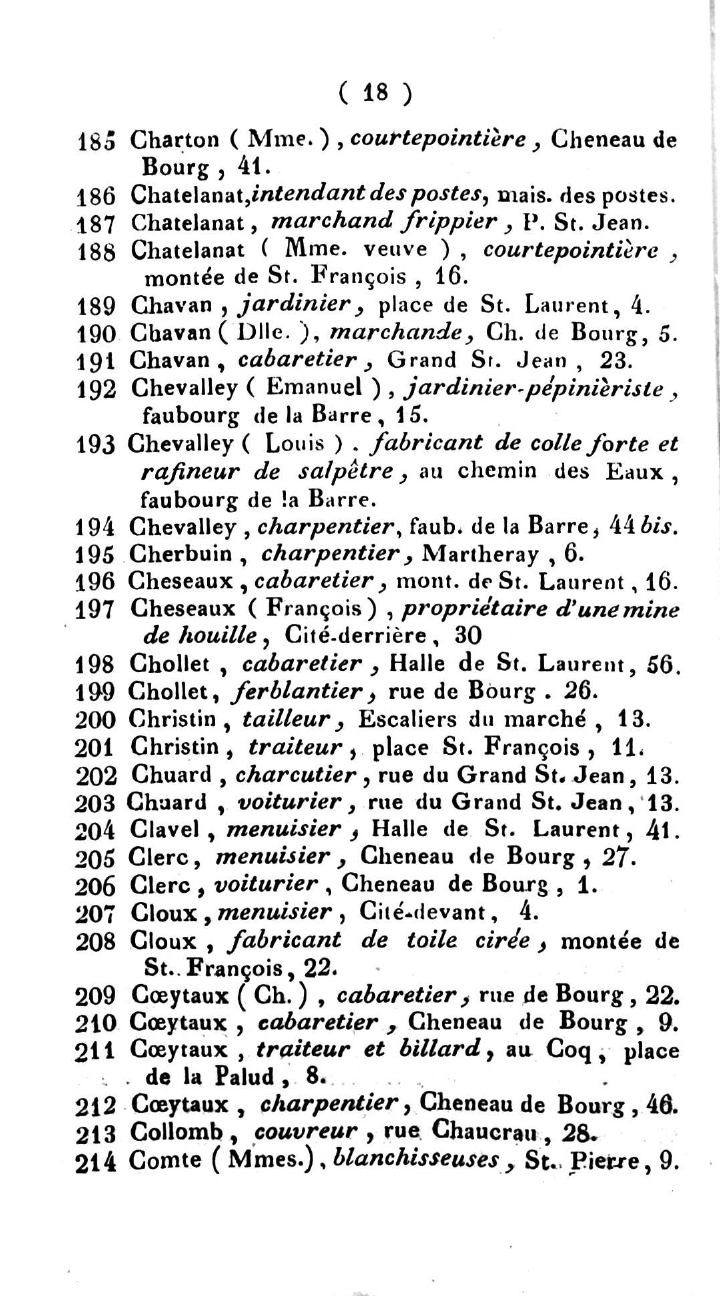 ( 18 )
185 Charton ( Mme. ) , courtepointière , Cheneau de
Bourg , 41.
186 Chatelanat, intendant des postes, mais. des postes.
187 Chatelanat , marchand frippier , P. St. Jean.
188 Chatelanat ( Mme. veuve ) , courtepointière ,
montée de St. François , 16.
189 Chavan , jardinier , place de St. Laurent , 4.
190 Chavan ( Dlle. ), marchande, Ch. de Bourg, 5.
191 Chavan , cabaretier , Grand St. Jean , 23.
192 Chevalley ( Emanuel ) , jardinier-pépinièriste ,
faubourg de la Barre , 15.
193 Chevalley ( Louis ) . fabricant de colle forte et
rafineur de salpêtre , au chemin des Eaux ,
faubourg de la Barre.
194 Chevalley , charpentier, faub. de la Barre, 44 bis.
195 Cherbuin , charpentier , Martheray , 6.
196 Cheseaux , cabaretier , mont. de St. Laurent , 16.
197 Cheseaux ( François ) , propriétaire d'une mine
de houille , Cité-derrière , 30
198 Chollet , cabaretier , Halle de St. Laurent, 56.
199 Chollet, ferblantier , rue de Bourg . 26.
200 Christin , tailleur , Escaliers du marché , 13.
201 Christin , traiteur , place St. François , 11.
202 Chuard , charcutier , rue du Grand St. Jean , 13.
203 Chuard , voiturier , rue du Grand St. Jean , 13.
204 Clavel , menuisier , Halle de St. Laurent , 41.
205 Clerc , menuisier , Cheneau de Bourg , 27.
206 Clerc , voiturier , Cheneau de Bourg , 1.
207 Cloux , menuisier , Cité-devant , 4.
208 Cloux , fabricant de toile cirée , montée de
St. François , 22.
209 Cœytaux ( Ch. ) , cabaretier , rue de Bourg , 22.
210 Cœytaux , cabaretier , Cheneau de Bourg , 9.
211 Cœytaux , traiteur et billard , au Coq , place
de la Palud , 8.
212 Cœytaux , charpentier , Cheneau de Bourg , 46.
213 Collomb , couvreur , rue Chaucrau , 28.
214 Comte ( Mmes. ) , blanchisseuses , St. Pierre , 9.